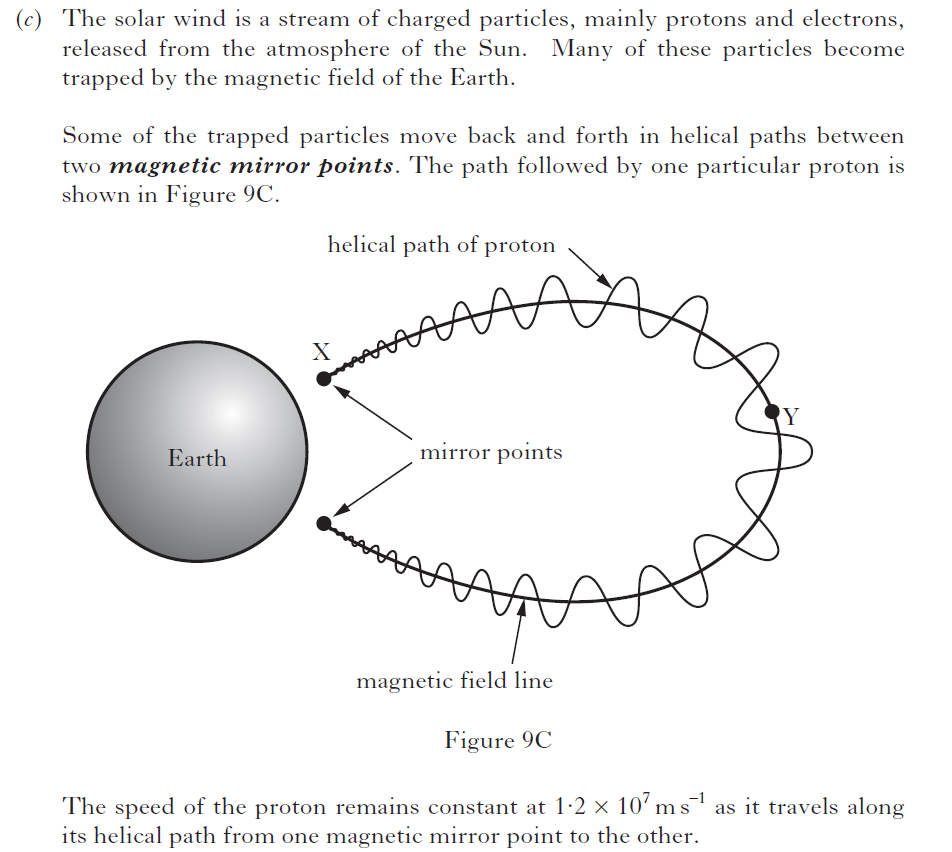 (c) The solar wind is a stream of charged particles, mainly protons and electrons,
released from the atmosphere of the Sun. Many of these particles become
trapped by the magnetic field of the Earth.
Some of the trapped particles move back and forth in helical paths between
two magnetic mirror points. The path followed by one particular proton is
shown in Figure 9C.
helical path of proton
X
Y
Earth
mirror points
magnetic field line
Figure 9C
The speed of the proton remains constant at 1·2 × 10⁷ m s⁻¹ as it travels along
its helical path from one magnetic mirror point to the other.